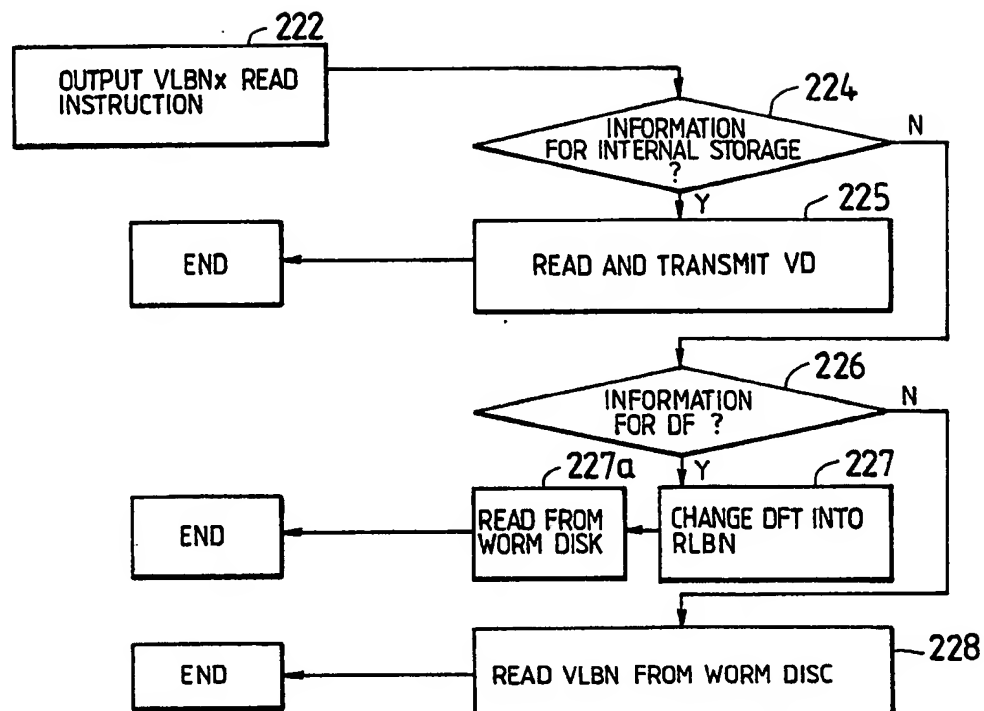 222
OUTPUT VLBNx READ
INSTRUCTION
224
INFORMATION
FOR INTERNAL STORAGE
?
N
Y
225
END
READ AND TRANSMIT VD
226
INFORMATION
FOR DF ?
N
Y
227a
227
END
READ FROM
WORM DISK
CHANGE DFT INTO
RLBN
END
READ VLBN FROM WORM DISC
228